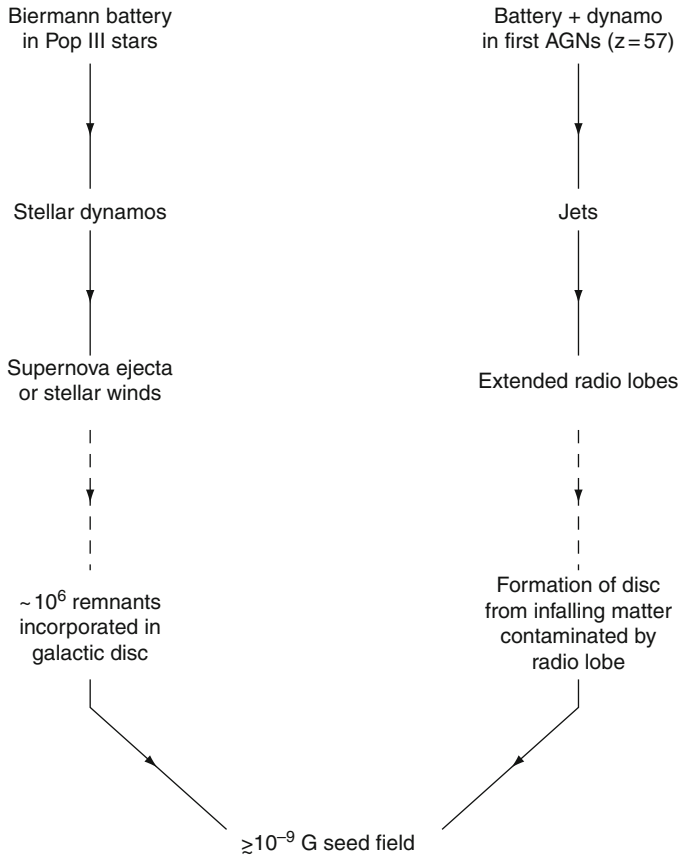 Biermann battery
in Pop III stars
Stellar dynamos
Supernova ejecta
or stellar winds
~10⁶ remnants
incorporated in
galactic disc
Battery + dynamo
in first AGNs (z=57)
Jets
Extended radio lobes
Formation of disc
from infalling matter
contaminated by
radio lobe
≳10⁻⁹ G seed field